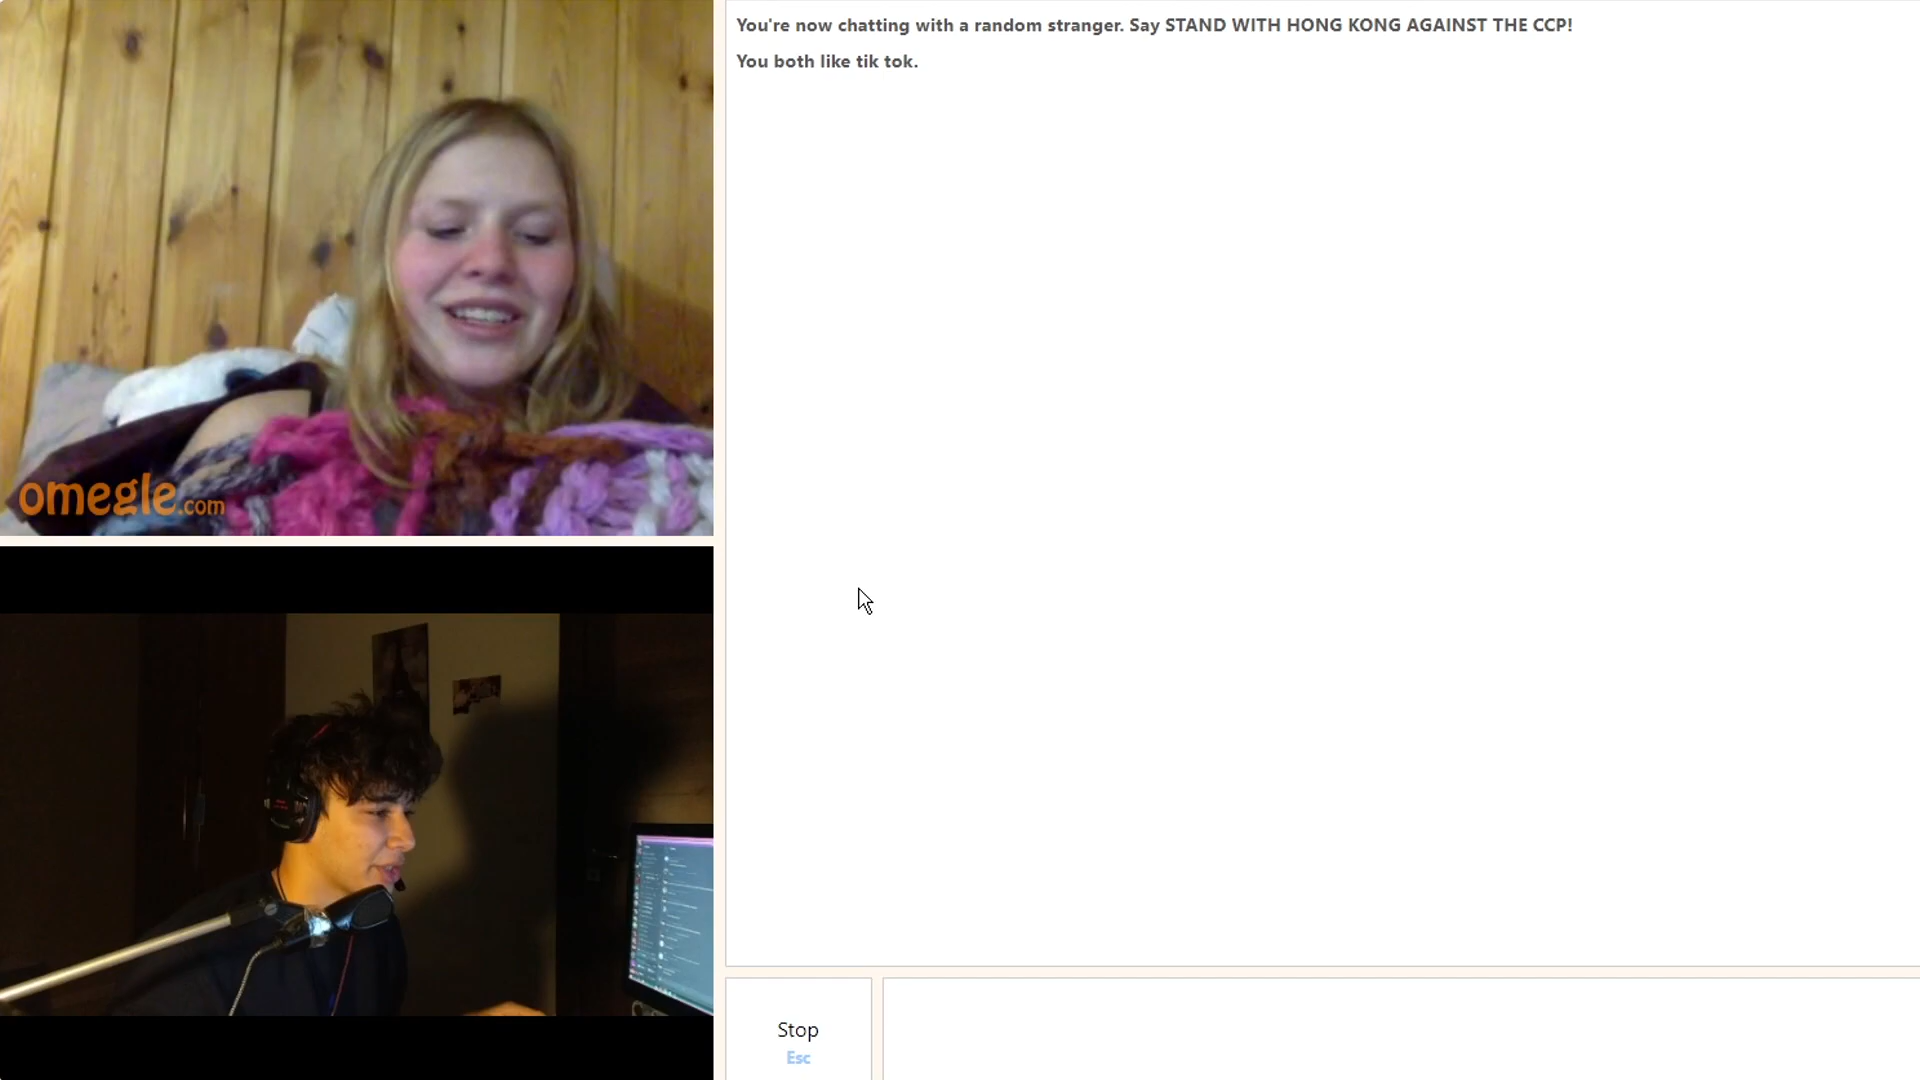 You're now chatting with a random stranger. Say STAND WITH HONG KONG AGAINST THE CCP!
You both like tik tok.
omegle.com
Stop
Esc